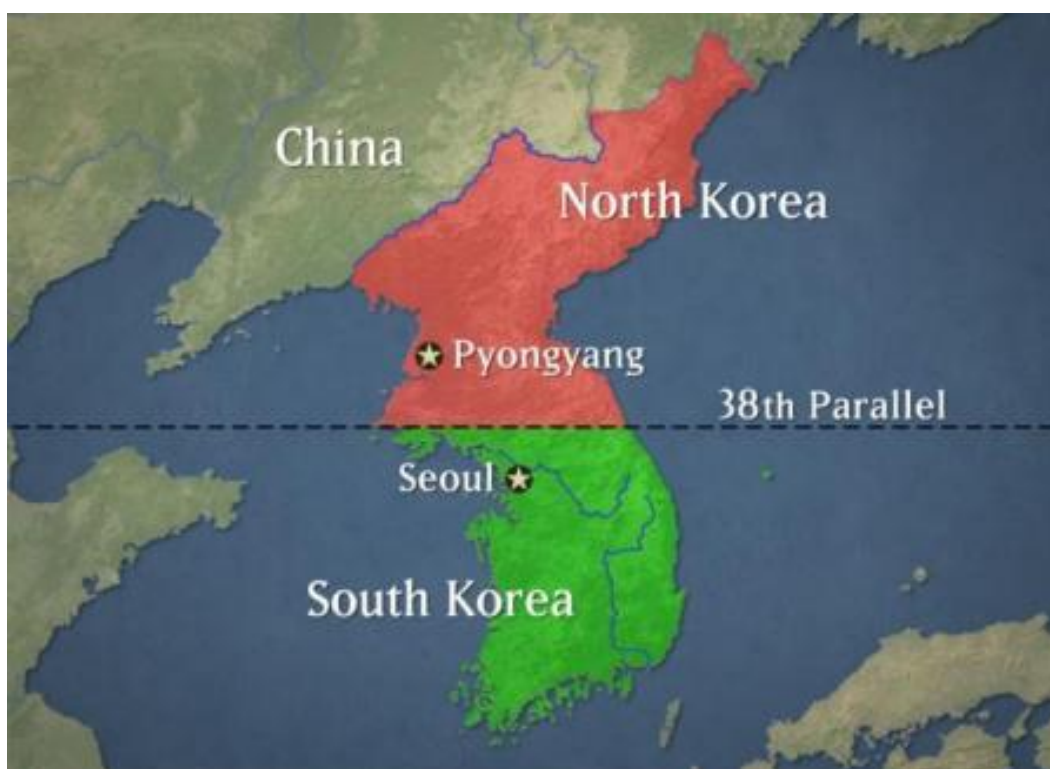 China
North Korea
Pyongyang
38th Parallel
Seoul
South Korea